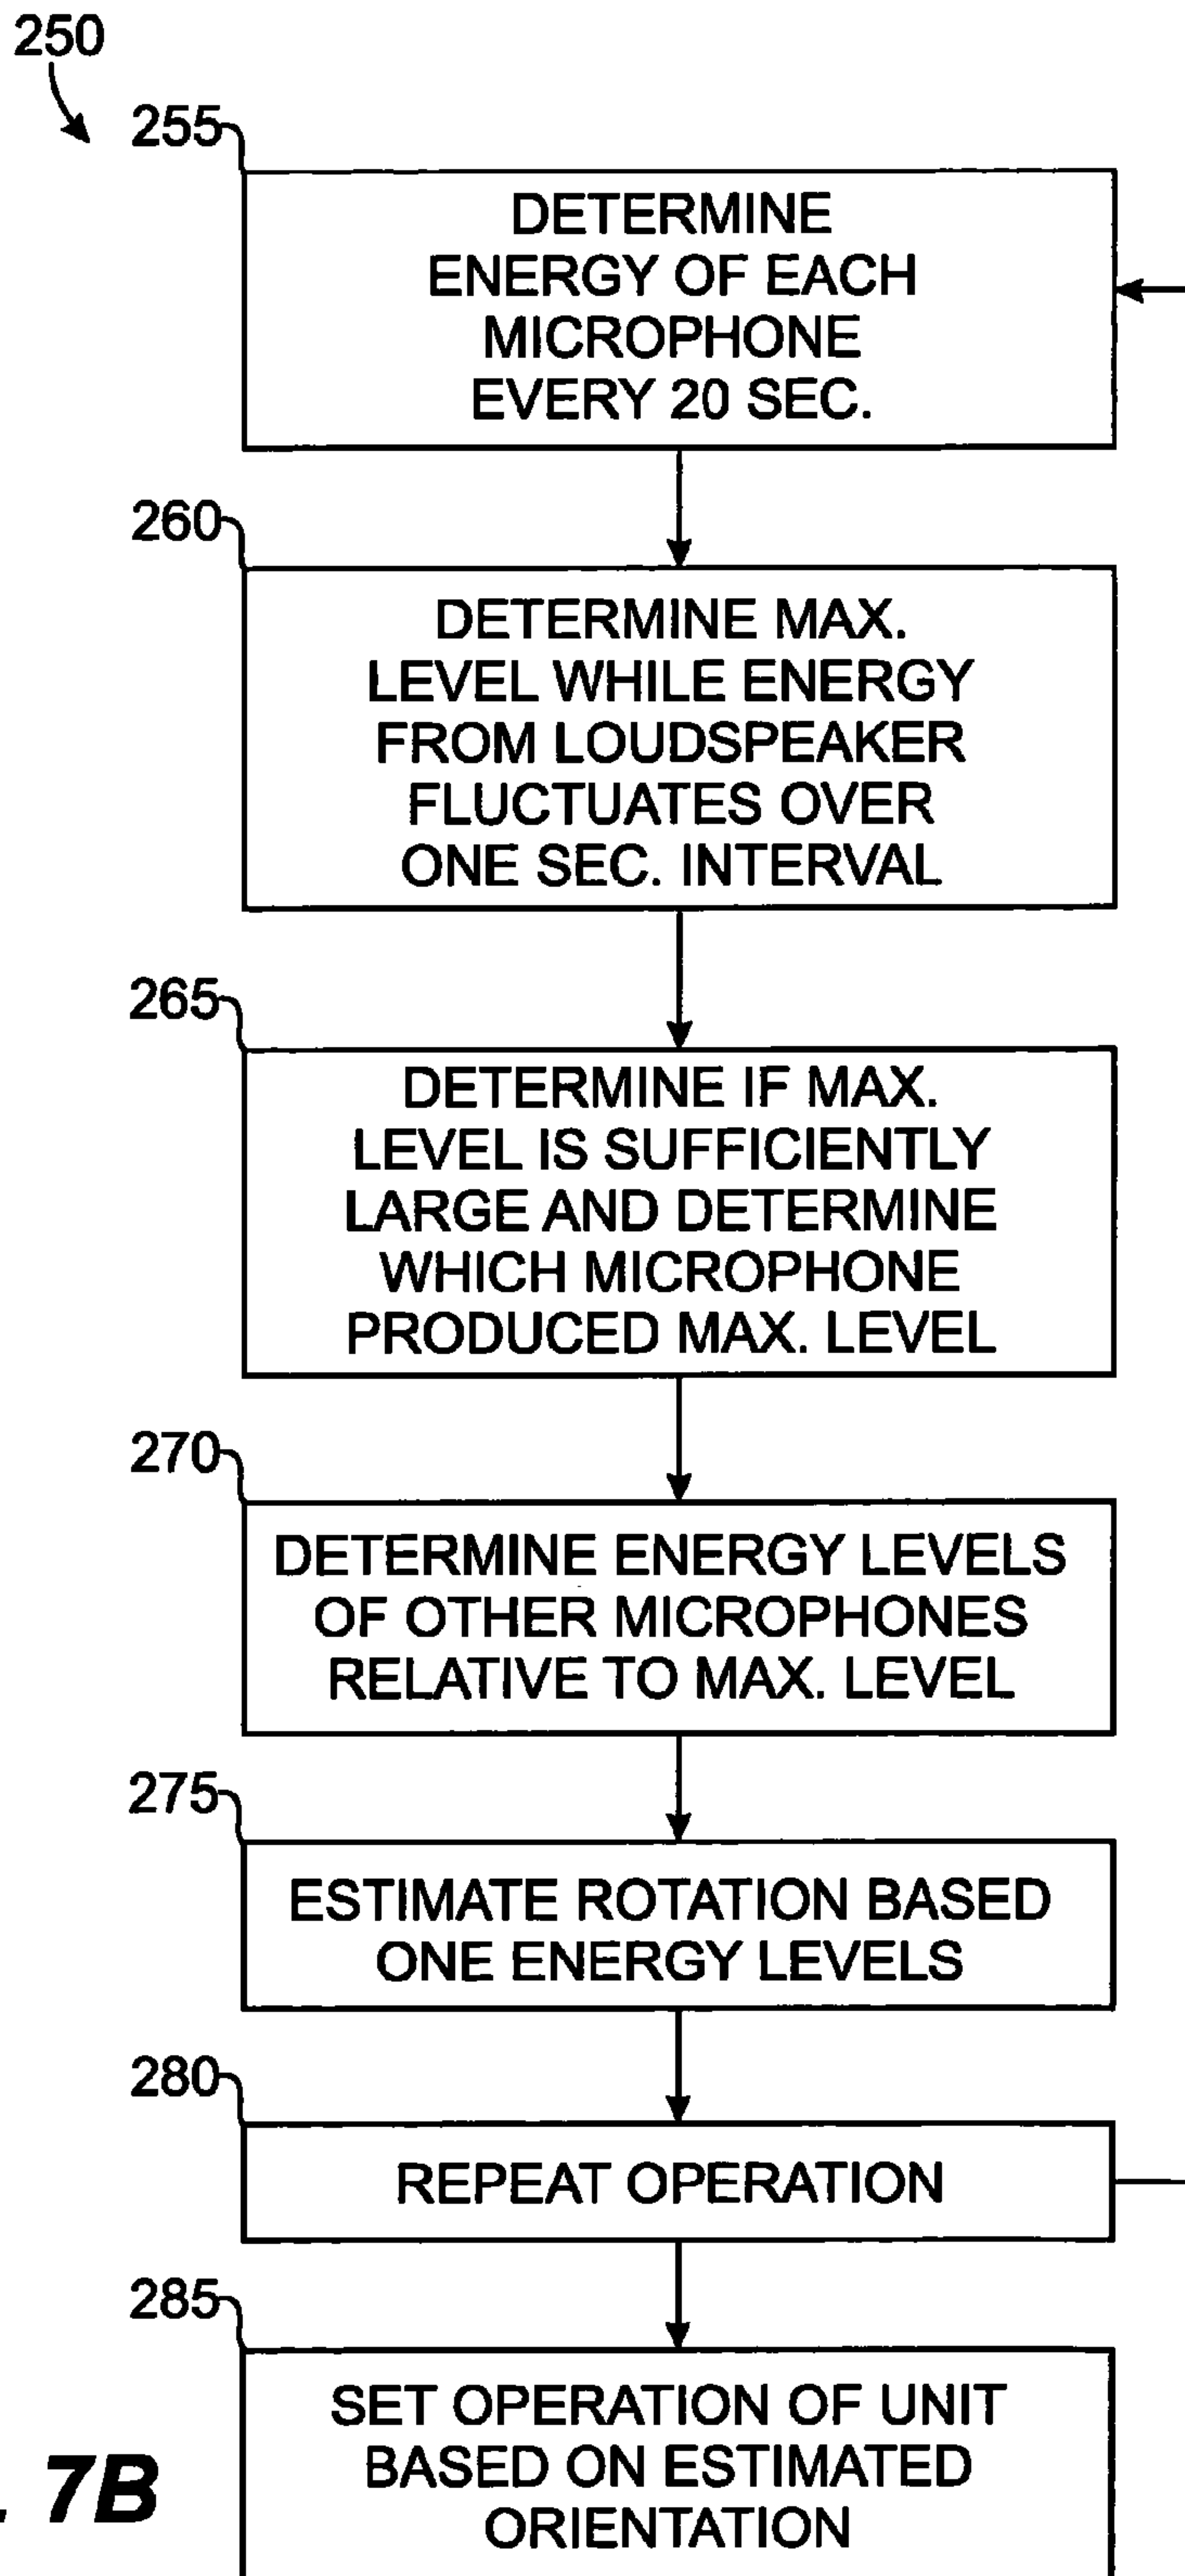 250
255
DETERMINE
ENERGY OF EACH
MICROPHONE
EVERY 20 SEC.
260
DETERMINE MAX.
LEVEL WHILE ENERGY
FROM LOUDSPEAKER
FLUCTUATES OVER
ONE SEC. INTERVAL
265
DETERMINE IF MAX.
LEVEL IS SUFFICIENTLY
LARGE AND DETERMINE
WHICH MICROPHONE
PRODUCED MAX. LEVEL
270
DETERMINE ENERGY LEVELS
OF OTHER MICROPHONES
RELATIVE TO MAX. LEVEL
275
ESTIMATE ROTATION BASED
ONE ENERGY LEVELS
280
REPEAT OPERATION
285
SET OPERATION OF UNIT
BASED ON ESTIMATED
ORIENTATION
. 7B